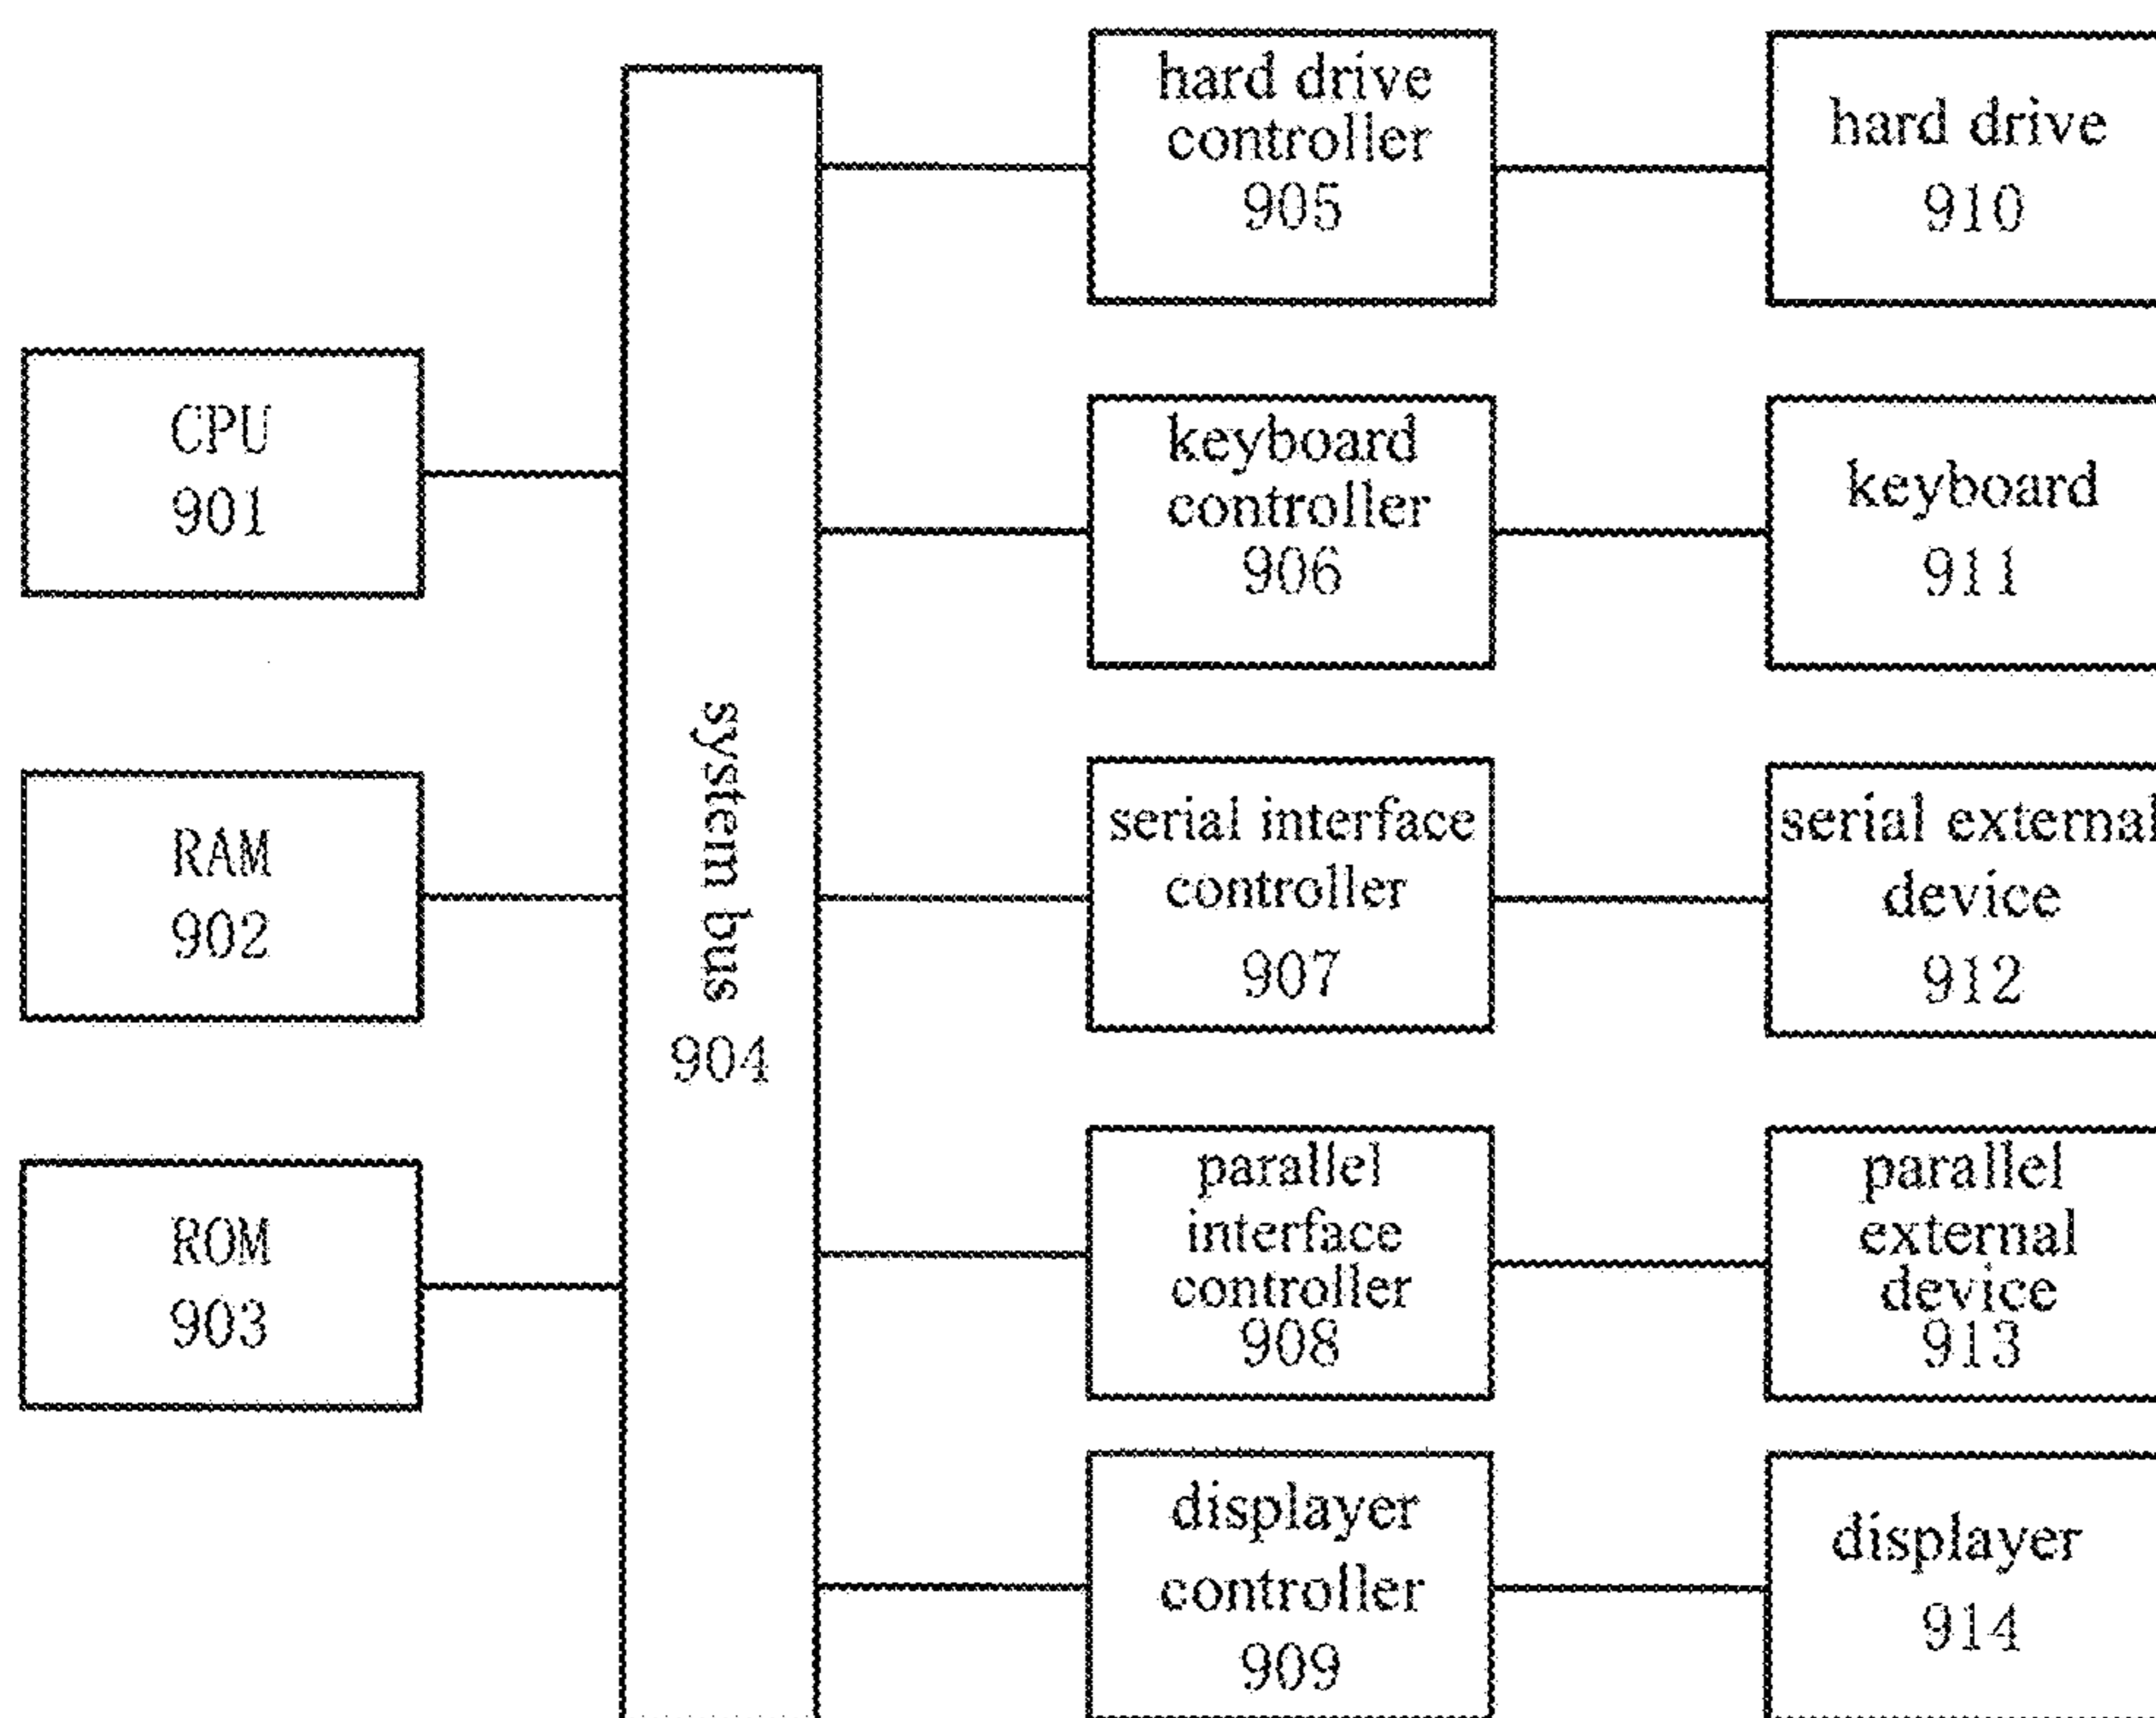 CPU
901
RAM
902
ROM
903
system bus
904
hard drive
controller
905
hard drive
910
keyboard
controller
906
keyboard
911
serial interface
controller
907
serial external
device
912
parallel
interface
controller
908
parallel
external
device
913
displayer
controller
909
displayer
914